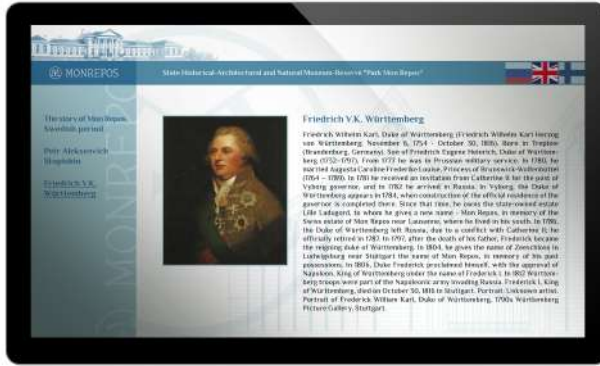 MONREPOS
State Historical-Architectural and Natural Museum-Reserve "Park Mon Repos"
The story of Mon Repos.
Swedish period
Petr Alekseevich
Stupishin
Friedrich V.K.
Württemberg
Friedrich V.K. Württemberg
Friedrich Wilhelm Karl, Duke of Württemberg (Friedrich Wilhelm Karl Herzog
von Württemberg, November 6, 1754 - October 30, 1816). Born in Treptow
(Brandenburg, Germany). Son of Friedrich Eugene Heinrich, Duke of Württem-
berg (1732-1797). From 1777 he was in Prussian military service. In 1780, he
married Augusta Caroline Frederike Louise, Princess of Brunswick-Wolfenbüttel
(1764 - 1788). In 1781 he received an invitation from Catherine II for the post of
Vyborg governor, and in 1782 he arrived in Russia. In Vyborg, the Duke of
Württemberg appears in 1784, when construction of the official residence of the
governor is completed there. Since that time, he uses the state-owned estate
Lille Ladugord, to whom he gives a new name - Mon Repos, in memory of the
Swiss estate of Mon Repos near Lausanne, where he lived in his youth. In 1786,
the Duke of Württemberg left Russia, due to a conflict with Catherine II; he
officially retired in 1787. In 1797, after the death of his father, Friedrich became
the reigning duke of Württemberg. In 1804, he gives the name of Zeeschloss in
Ludwigsburg near Stuttgart the name of Mon Repos, in memory of his past
possessions. In 1805, Duke Frederick proclaimed himself, with the approval of
Napoleon, King of Württemberg under the name of Frederick I. In 1812 Württem-
berg troops were part of the Napoleonic army invading Russia. Frederick I, King
of Württemberg, died on October 30, 1816 in Stuttgart. Portrait: Unknown artist.
Portrait of Frederick William Karl, Duke of Württemberg, 1790s Württemberg
Picture Gallery, Stuttgart.